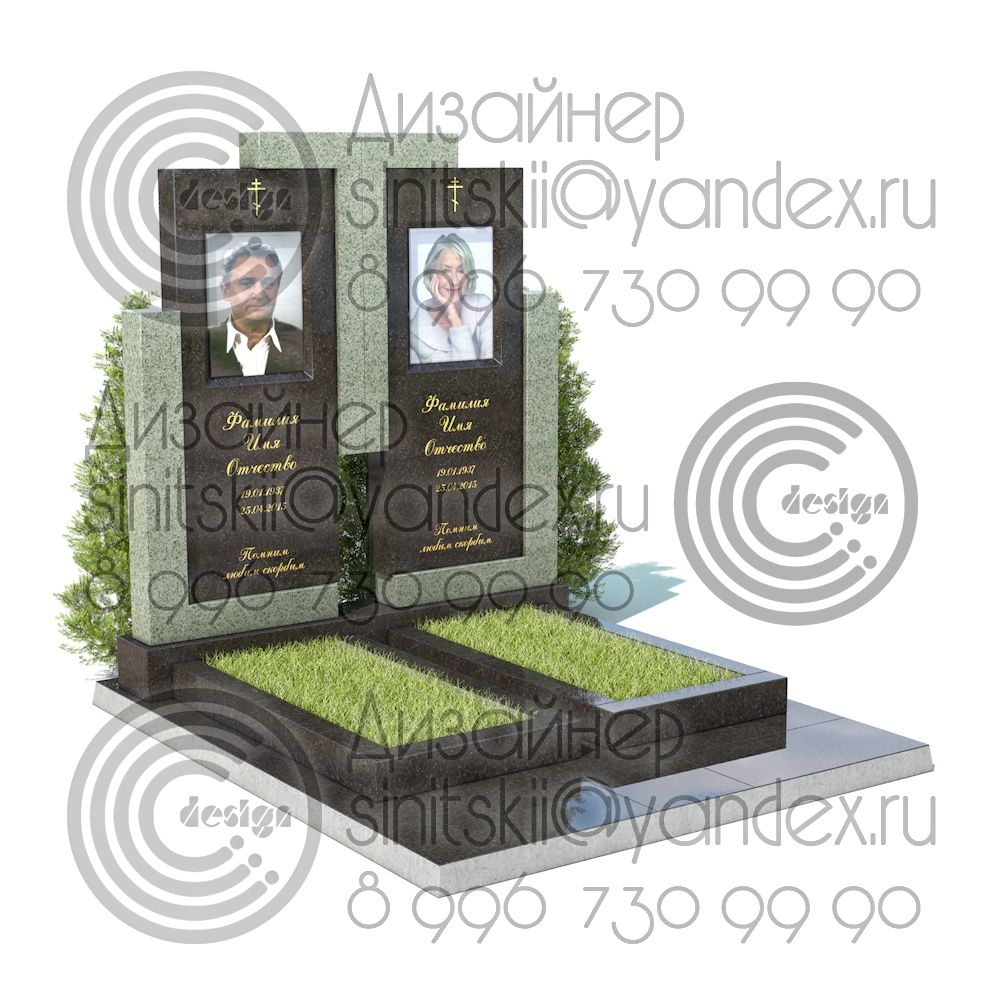 Дизайнер
sinitskii@yandex.ru
8 996 730 99 90
design
Фамилия
Имя
Отчество
19.01.1937
25.04.2015
Помним
любим скорбим
Фамилия
Имя
Отчество
19.01.1937
25.04.2015
Помним
любим скорбим
Дизайнер
sinitskii@yandex.ru
8 996 730 99 90
design
Дизайнер
sinitskii@yandex.ru
8 996 730 99 90
design